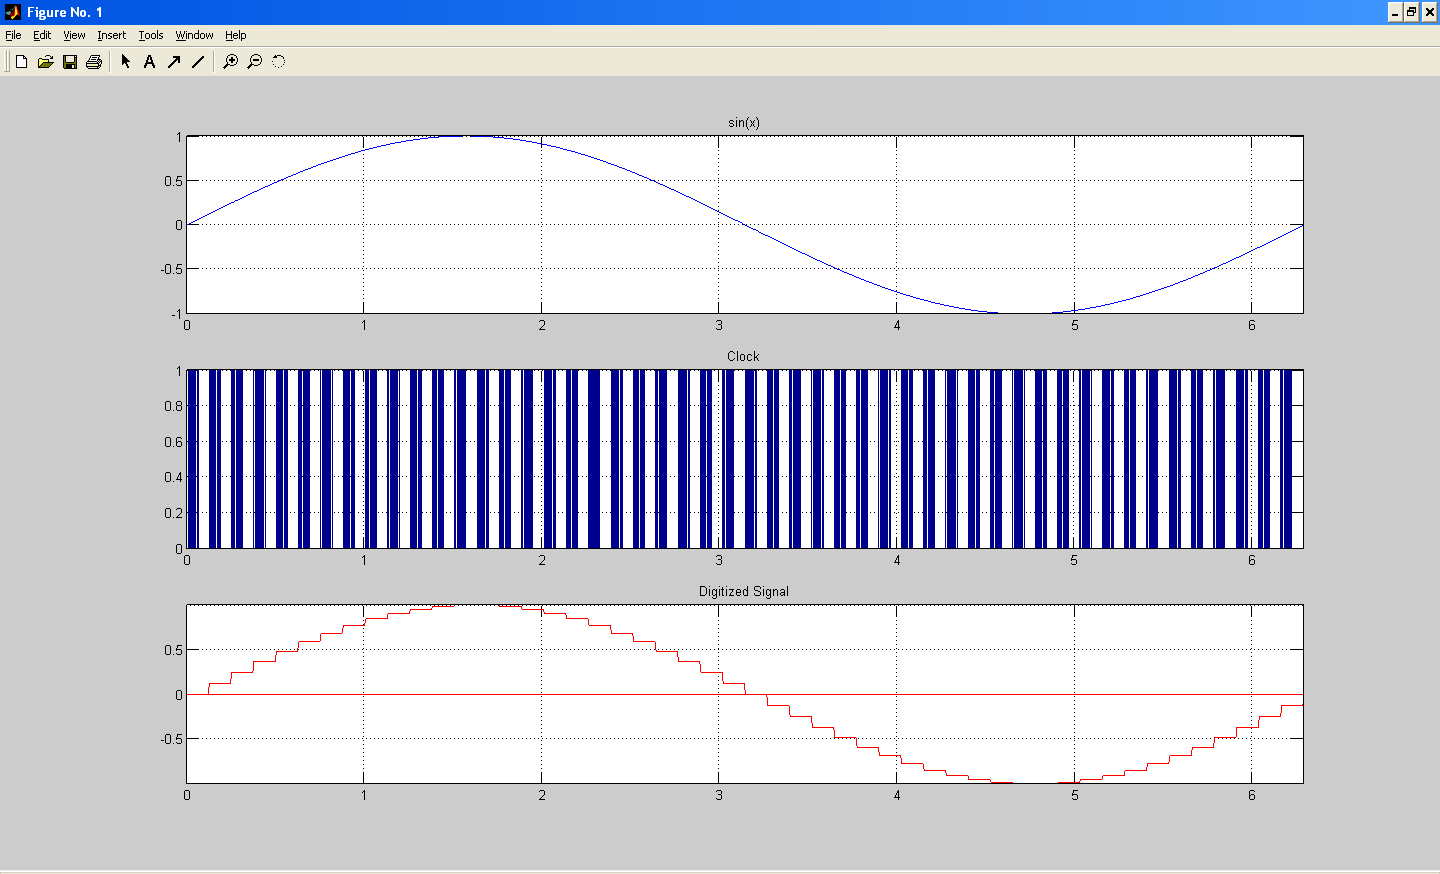 Figure No. 1
File Edit View Insert Tools Window Help
A
sin(x)
1
0.5
0
-0.5
-1
0 1 2 3 4 5 6
Clock
1
0.8
0.6
0.4
0.2
0
0 1 2 3 4 5 6
Digitized Signal
0.5
0
-0.5
0 1 2 3 4 5 6